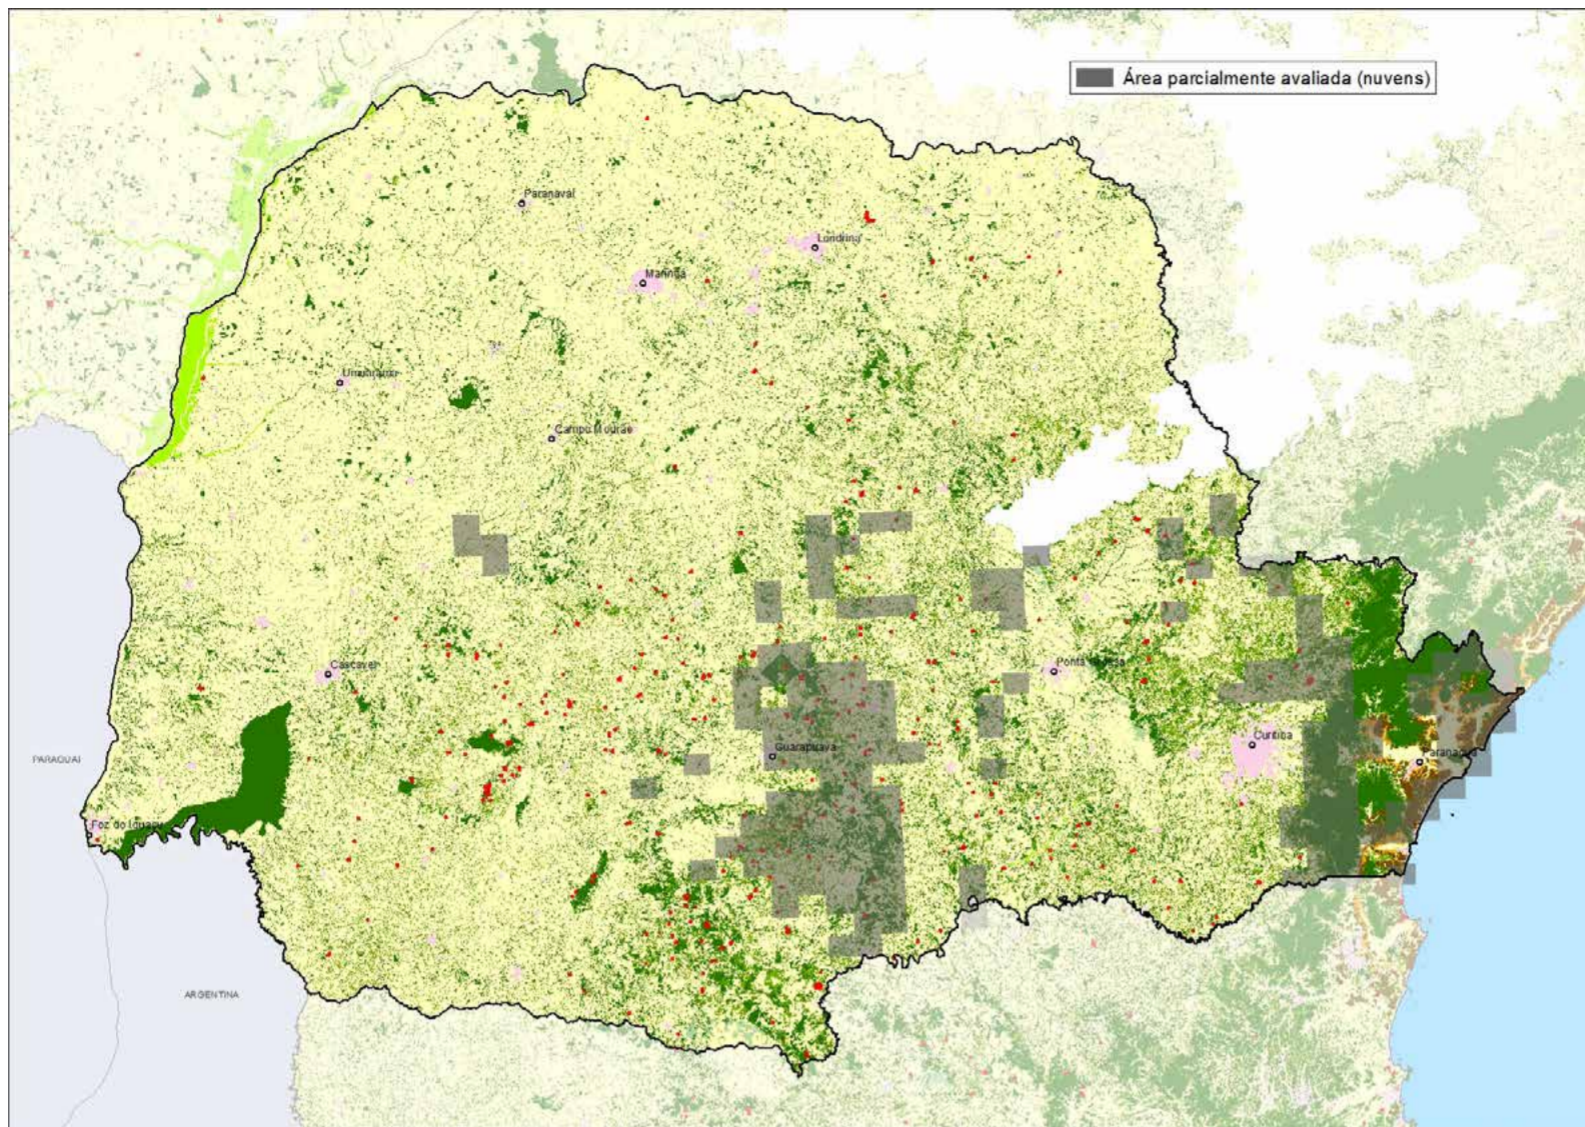 Área parcialmente avaliada (nuvens)
Paranavaí
Londrina
Maringá
Umuarama
Campo Mourão
Cascavel
Ponta Grossa
Guarapuava
Curitiba
Paranaguá
PARAGUAI
Foz do Iguaçu
ARGENTINA